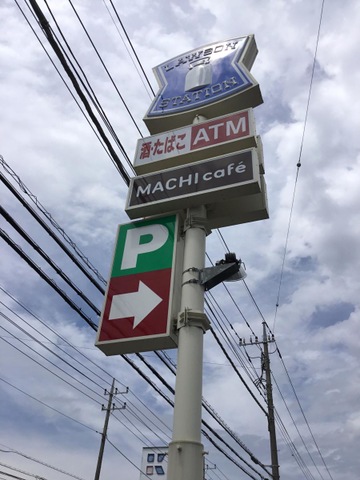 LAWSON
STATION
酒・たばこ ATM
MACHI café
P